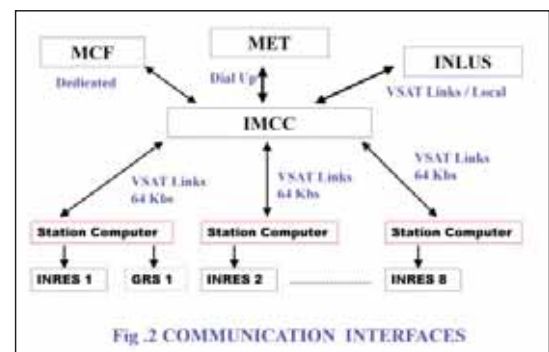 MCF
MET
INLUS
Dedicated
Dial Up
VSAT Links / Local
IMCC
VSAT Links
64 Kbs
VSAT Links
64 Kbs
VSAT Links
64 Kbs
Station Computer
Station Computer
Station Computer
INRES 1
GRS 1
INRES 2
INRES 8
Fig .2 COMMUNICATION INTERFACES